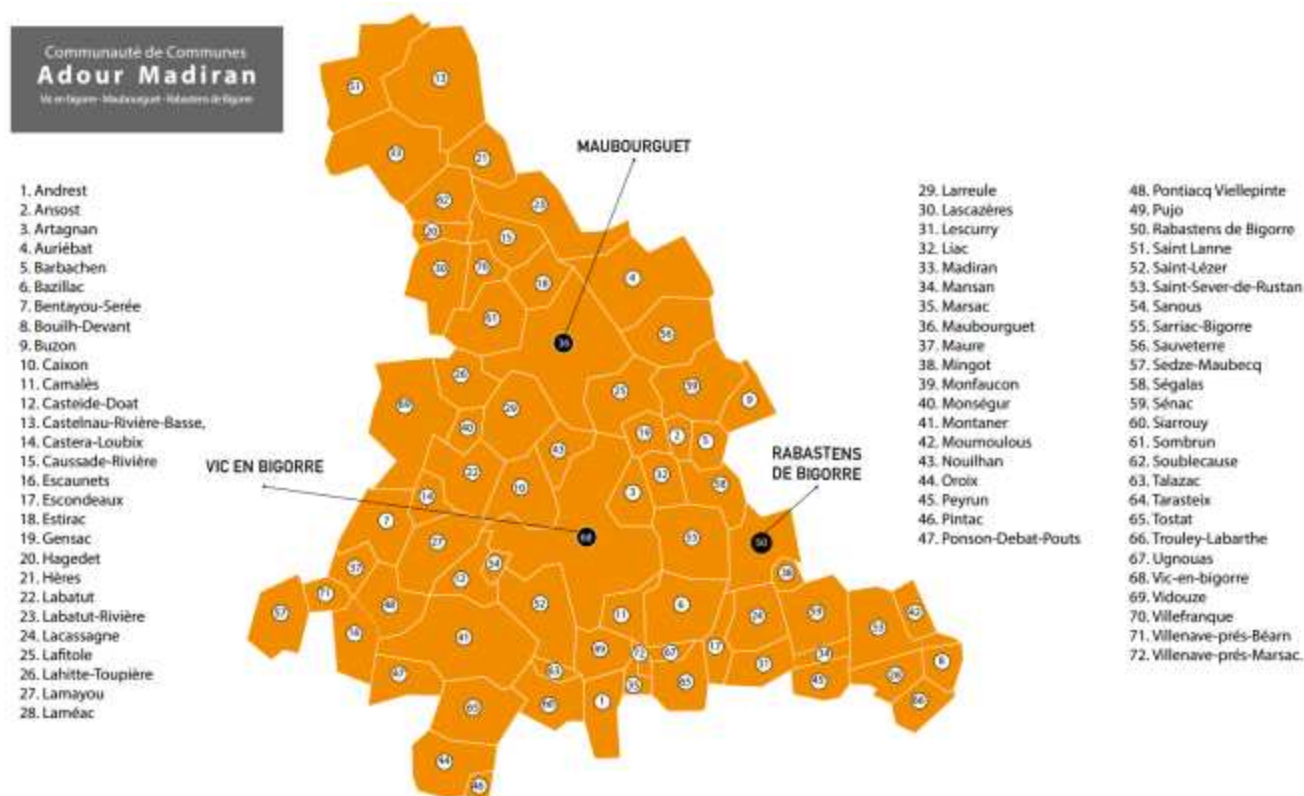 Communauté de Communes
Adour Madiran
Vic en bigorre - Maubourguet - Rabastens de Bigorre
MAUBOURGUET
VIC EN BIGORRE
RABASTENS
DE BIGORRE
1. Andrest
2. Ansost
3. Artagnan
4. Auriébat
5. Barbachen
6. Bazillac
7. Bentayou-Serée
8. Bouilh-Devant
9. Buzon
10. Caixon
11. Camalès
12. Casteide-Doat
13. Castelnau-Rivière-Basse,
14. Castera-Loubix
15. Caussade-Rivière
16. Escaunets
17. Escondeaux
18. Estirac
19. Gensac
20. Hagedet
21. Hères
22. Labatut
23. Labatut-Rivière
24. Lacassagne
25. Lafitole
26. Lahitte-Toupière
27. Lamayou
28. Laméac
29. Larreule
30. Lascazères
31. Lescurry
32. Liac
33. Madiran
34. Mansan
35. Marsac
36. Maubourguet
37. Maure
38. Mingot
39. Monfaucon
40. Monségur
41. Montaner
42. Moumoulous
43. Nouilhan
44. Oroix
45. Peyrun
46. Pintac
47. Ponson-Debat-Pouts
48. Pontiacq Viellepinte
49. Pujo
50. Rabastens de Bigorre
51. Saint Lanne
52. Saint-Lézer
53. Saint-Sever-de-Rustan
54. Sanous
55. Sarriac-Bigorre
56. Sauveterre
57. Sedze-Maubecq
58. Ségalas
59. Sénac
60. Siarrouy
61. Sombrun
62. Soublecause
63. Talazac
64. Tarasteix
65. Tostat
66. Trouley-Labarthe
67. Ugnouas
68. Vic-en-bigorre
69. Vidouze
70. Villefranque
71. Villenave-prés-Béarn
72. Villenave-prés-Marsac.